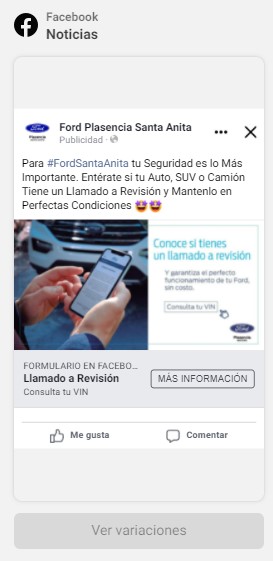 Facebook
Noticias
Ford Plasencia Santa Anita
Publicidad ·
Para #FordSantaAnita tu Seguridad es lo Más
Importante. Entérate si tu Auto, SUV o Camión
Tiene un Llamado a Revisión y Mantenlo en
Perfectas Condiciones 🤩🤩
Conoce si tienes
un llamado a revisión
Y garantiza el perfecto
funcionamiento de tu Ford,
sin costo.
Consulta tu VIN
FORMULARIO EN FACEBO...
Llamado a Revisión
Consulta tu VIN
MÁS INFORMACIÓN
Me gusta
Comentar
Ver variaciones